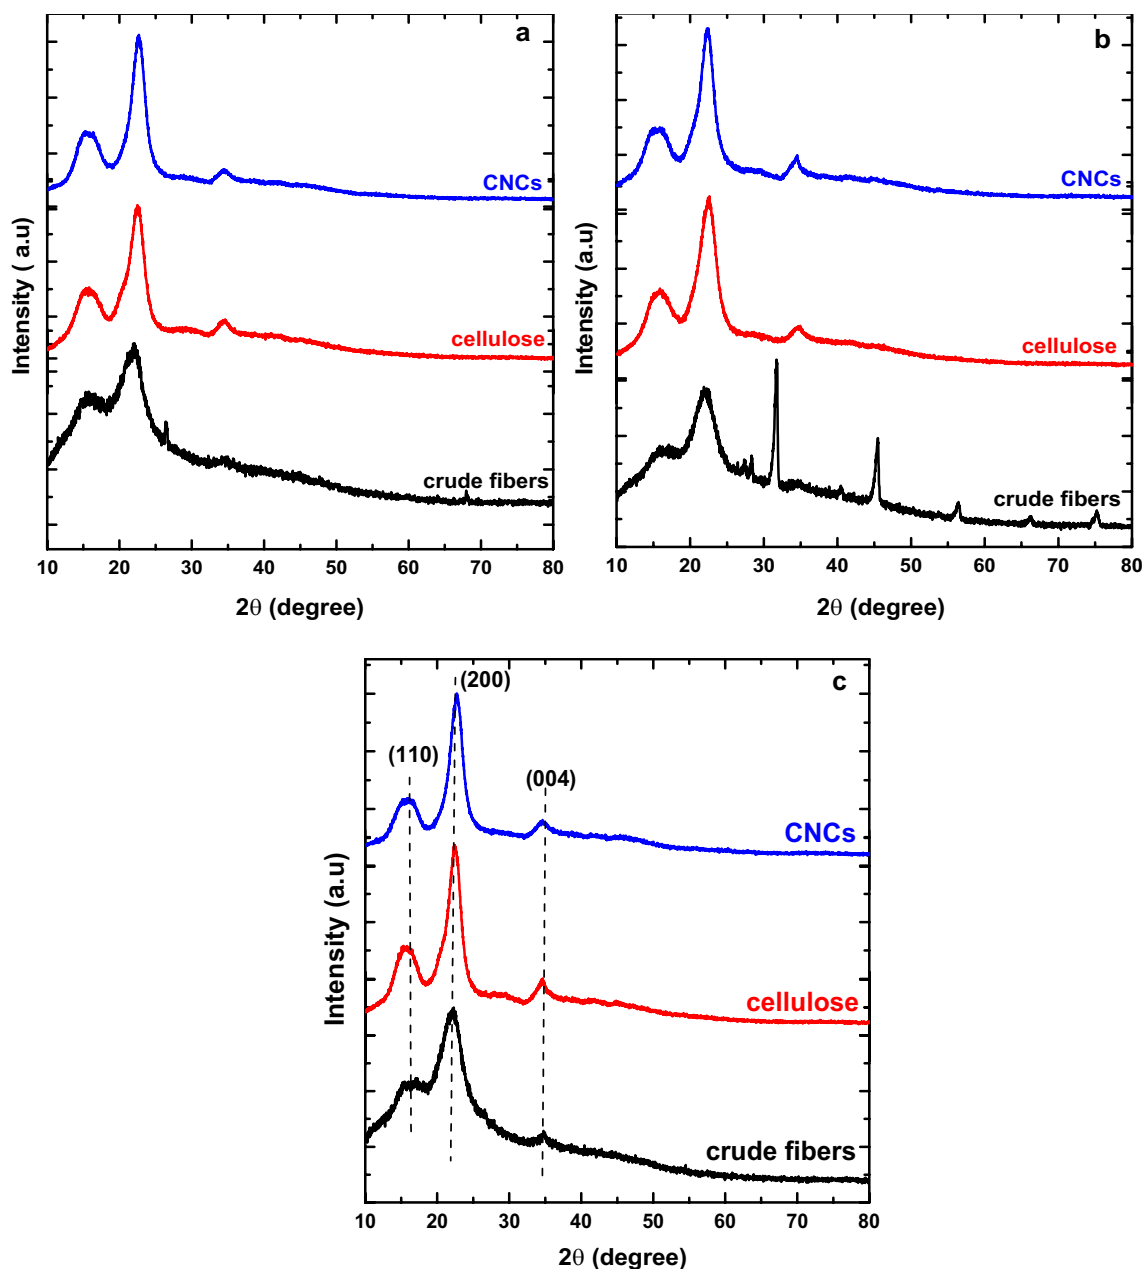 a
CNCs
cellulose
crude fibers
Intensity ( a.u)
10 20 30 40 50 60 70 80
2θ (degree)
b
CNCs
cellulose
crude fibers
Intensity (a.u)
10 20 30 40 50 60 70 80
2θ (degree)
c
(200)
(110)
(004)
CNCs
cellulose
crude fibers
Intensity (a.u)
10 20 30 40 50 60 70 80
2θ (degree)